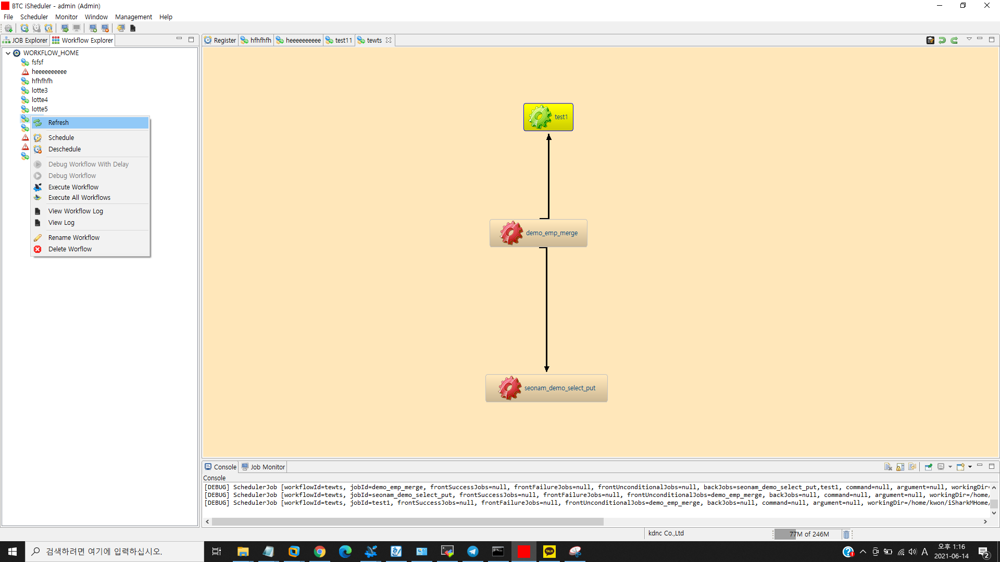 BTC iSheduler - admin (Admin)
File Scheduler Monitor Window Management Help
JOB Explorer Workflow Explorer
WORKFLOW_HOME
fsfsf
heeeeeeeeee
hfhfhfh
lotte3
lotte4
lotte5
Refresh
Schedule
Deschedule
Debug Workflow With Delay
Debug Workflow
Execute Workflow
Execute All Workflows
View Workflow Log
View Log
Rename Workflow
Delete Worflow
Register hfhfhfh heeeeeeeeee test11 tewts
test1
demo_emp_merge
seonam_demo_select_put
Console Job Monitor
Console
[DEBUG] SchedulerJob [workflowId=tewts, jobId=demo_emp_merge, frontSuccessJobs=null, frontFailureJobs=null, frontUnconditionalJobs=null, backJobs=seonam_demo_select_put,test1, command=null, argument=null, workingDir=
[DEBUG] SchedulerJob [workflowId=tewts, jobId=seonam_demo_select_put, frontSuccessJobs=null, frontFailureJobs=null, frontUnconditionalJobs=demo_emp_merge, backJobs=null, command=null, argument=null, workingDir=/home/
[DEBUG] SchedulerJob [workflowId=tewts, jobId=test1, frontSuccessJobs=null, frontFailureJobs=null, frontUnconditionalJobs=demo_emp_merge, backJobs=null, command=null, argument=null, workingDir=/home/kwon/iSharkMHome/
kdnc Co.,Ltd
77M of 246M
검색하려면 여기에 입력하십시오.
TALK
A
오후 1:16
2021-06-14
2